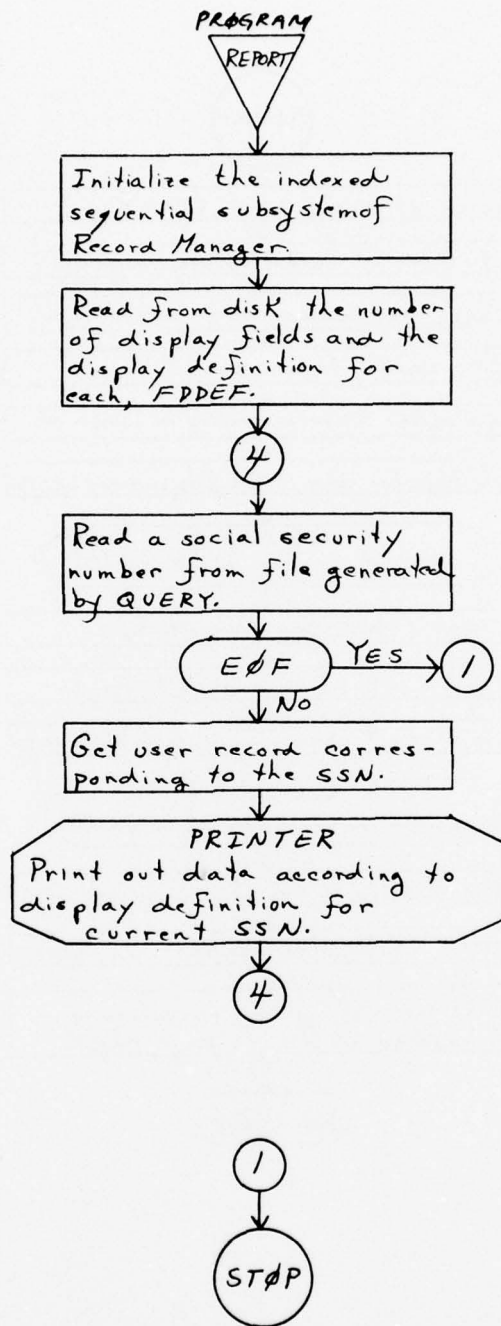 PRØGRAM
REPORT
Initialize the indexed
sequential subsystemof
Record Manager.
Read from disk the number
of display fields and the
display definition for
each, FDDEF.
4
Read a social security
number from file generated
by QUERY.
EØF YES 1
NO
Get user record corres-
ponding to the SSN.
PRINTER
Print out data according to
display definition for
current SSN.
4
1
STØP